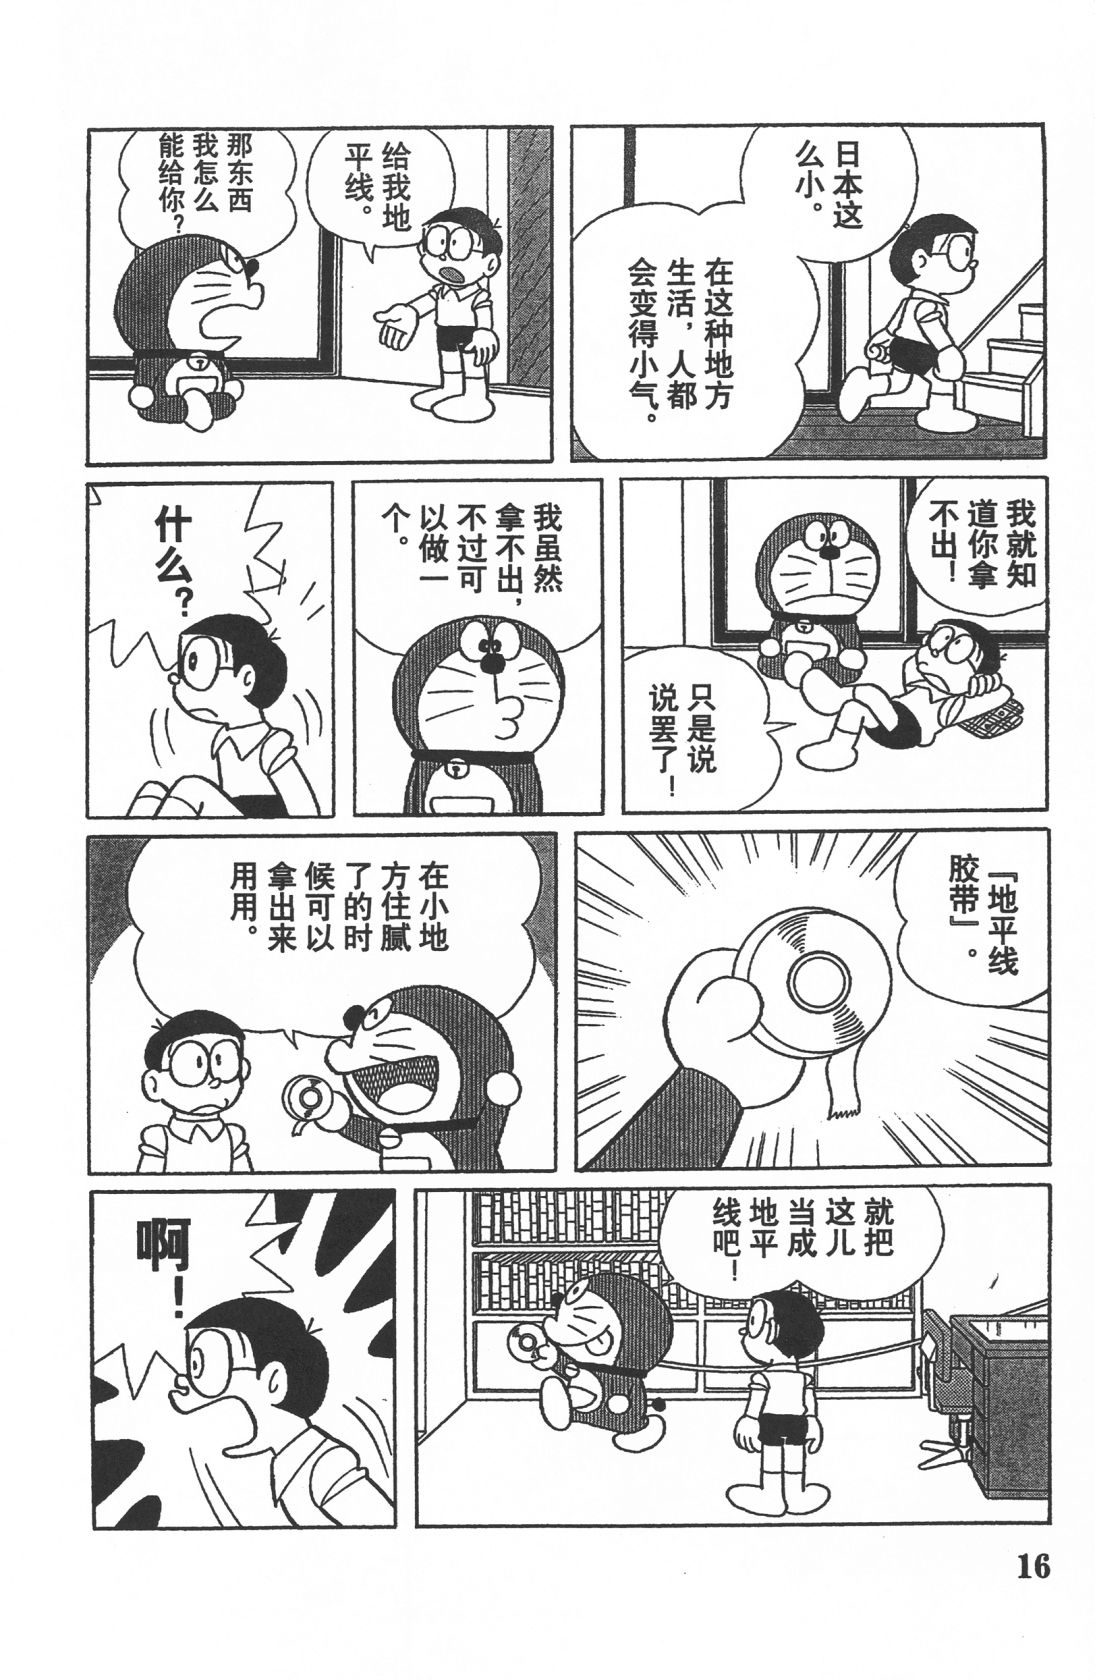 日本这
么小。
在这种地方
生活，人都
会变得小气。
给我地
平线。
那东西
我怎么
能给你？
我就知
道你拿
不出！
只是说
说罢了！
我虽然
拿不出，
不过可
以做一
个。
什么？
『地平线
胶带』。
在小地
方住腻
了的时
候可以
拿出来
用用。
就把
这儿
当成
地平
线吧！
啊！
16